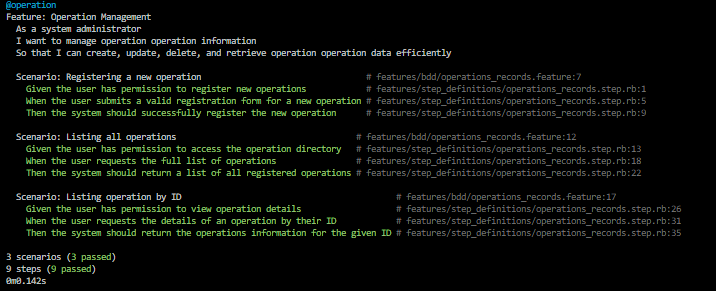 @operation
Feature: Operation Management
As a system administrator
I want to manage operation operation information
So that I can create, update, delete, and retrieve operation operation data efficiently
Scenario: Registering a new operation # features/bdd/operations_records.feature:7
Given the user has permission to register new operations # features/step_definitions/operations_records.step.rb:1
When the user submits a valid registration form for a new operation # features/step_definitions/operations_records.step.rb:5
Then the system should successfully register the new operation # features/step_definitions/operations_records.step.rb:9
Scenario: Listing all operations # features/bdd/operations_records.feature:12
Given the user has permission to access the operation directory # features/step_definitions/operations_records.step.rb:13
When the user requests the full list of operations # features/step_definitions/operations_records.step.rb:18
Then the system should return a list of all registered operations # features/step_definitions/operations_records.step.rb:22
Scenario: Listing operation by ID # features/bdd/operations_records.feature:17
Given the user has permission to view operation details # features/step_definitions/operations_records.step.rb:26
When the user requests the details of an operation by their ID # features/step_definitions/operations_records.step.rb:31
Then the system should return the operations information for the given ID # features/step_definitions/operations_records.step.rb:35
3 scenarios (3 passed)
9 steps (9 passed)
0m0.142s